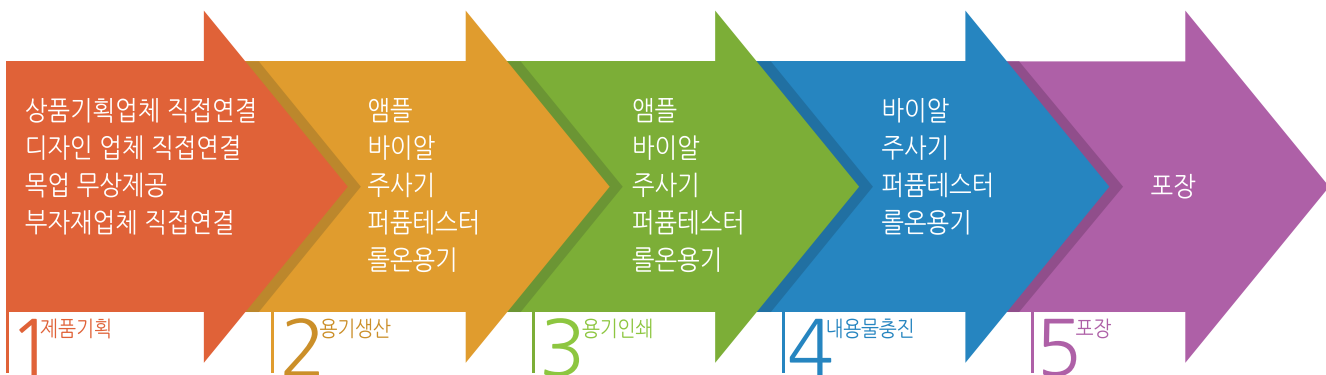 상품기획업체 직접연결
디자인 업체 직접연결
목업 무상제공
부자재업체 직접연결
앰플
바이알
주사기
퍼퓸테스터
롤온용기
앰플
바이알
주사기
퍼퓸테스터
롤온용기
바이알
주사기
퍼퓸테스터
롤온용기
포장
1 제품기획
2 용기생산
3 용기인쇄
4 내용물충진
5 포장